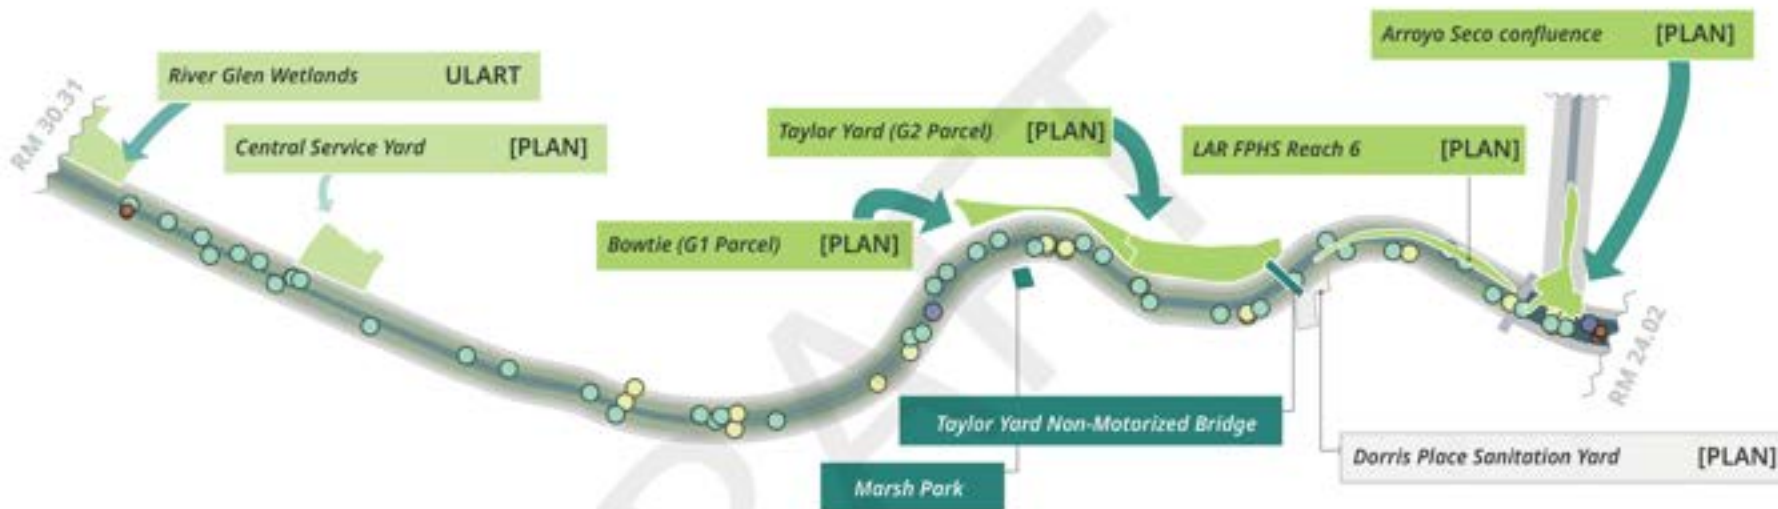 Arroyo Seco confluence [PLAN]
River Glen Wetlands ULART
RM 30.31
Central Service Yard [PLAN]
Taylor Yard (G2 Parcel) [PLAN]
LAR FPHS Reach 6 [PLAN]
Bowtie (G1 Parcel) [PLAN]
RM 24.02
Taylor Yard Non-Motorized Bridge
Dorris Place Sanitation Yard [PLAN]
Marsh Park
DRAFT